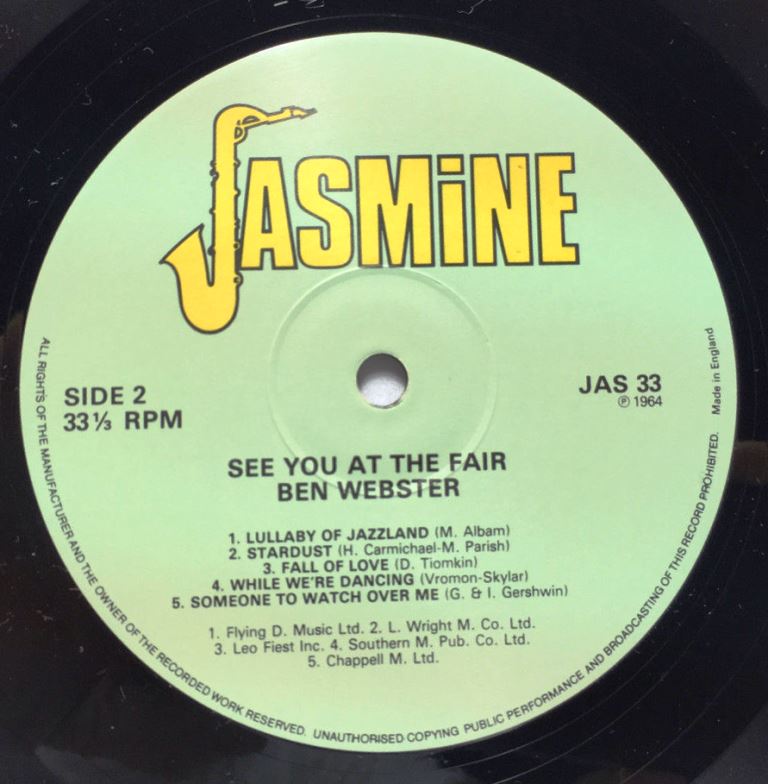 JASMiNE
SIDE 2
33⅓ RPM
JAS 33
℗ 1964
SEE YOU AT THE FAIR
BEN WEBSTER
1. LULLABY OF JAZZLAND (M. Albam)
2. STARDUST (H. Carmichael-M. Parish)
3. FALL OF LOVE (D. Tiomkin)
4. WHILE WE'RE DANCING (Vromon-Skylar)
5. SOMEONE TO WATCH OVER ME (G. & I. Gershwin)
1. Flying D. Music Ltd. 2. L. Wright M. Co. Ltd.
3. Leo Fiest Inc. 4. Southern M. Pub. Co. Ltd.
5. Chappell M. Ltd.
ALL RIGHTS OF THE MANUFACTURER AND THE OWNER OF THE RECORDED WORK RESERVED. UNAUTHORISED COPYING PUBLIC PERFORMANCE AND BROADCASTING OF THIS RECORD PROHIBITED. Made in England